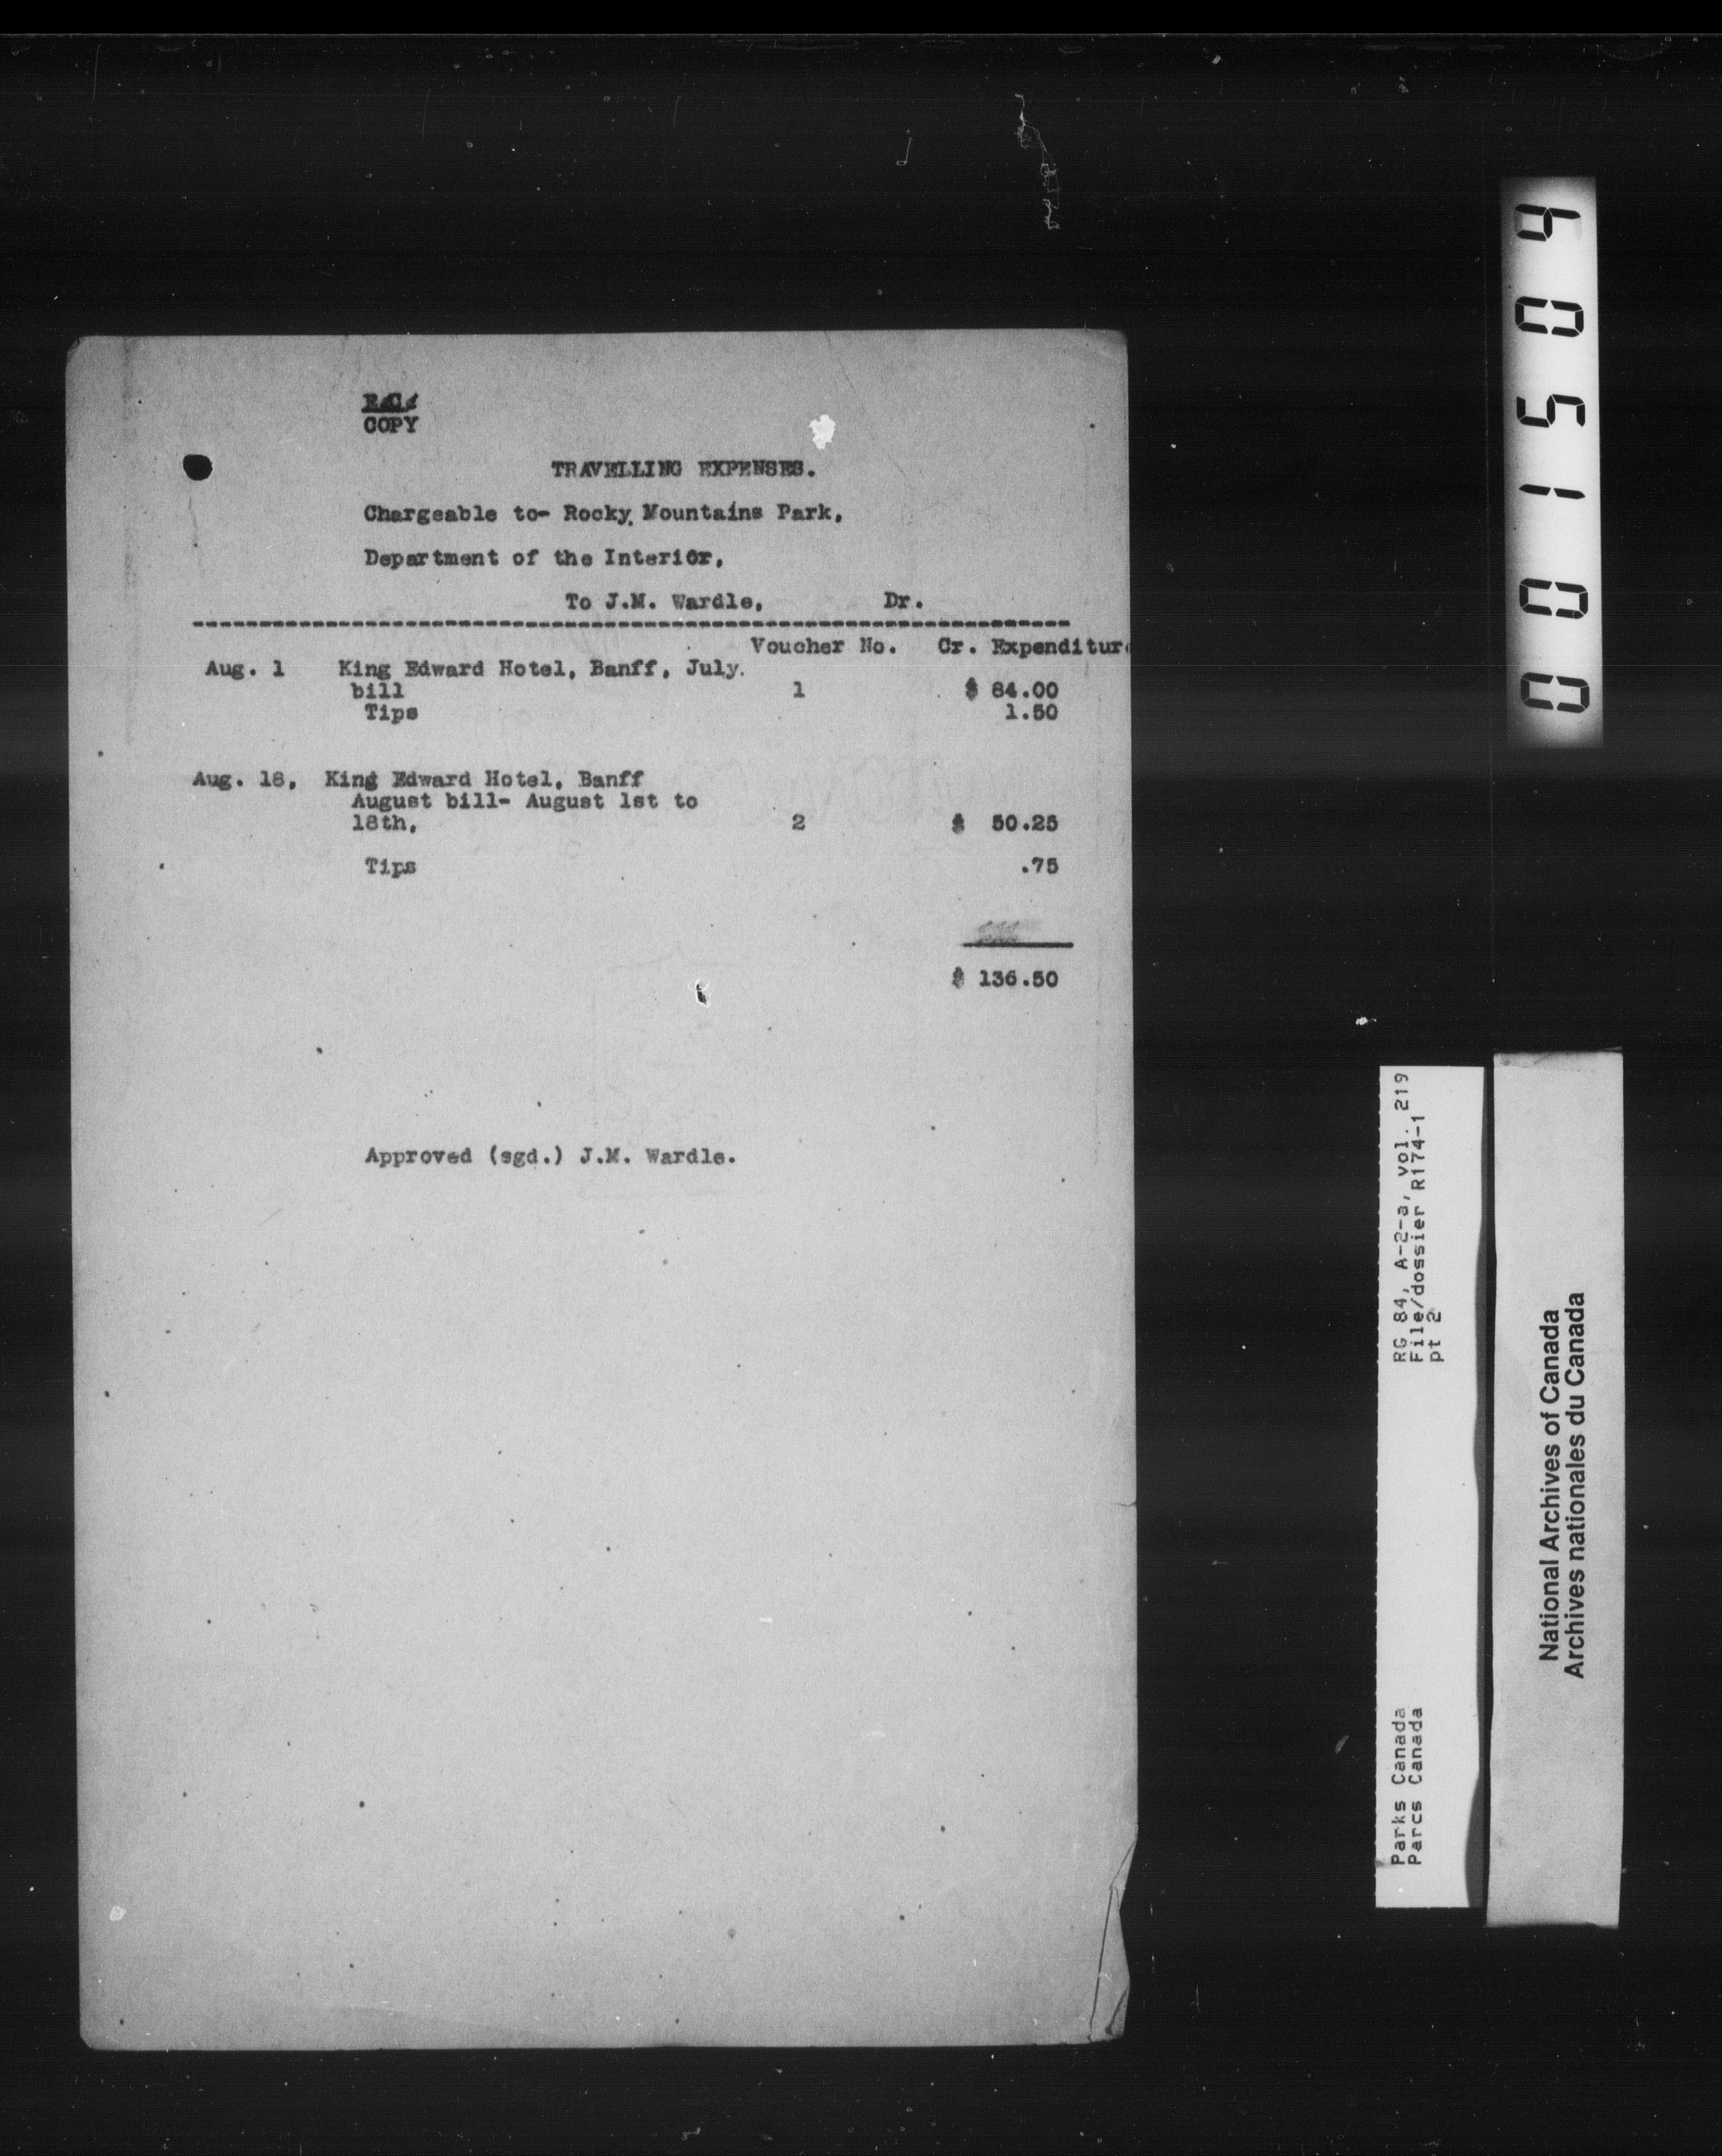 COPY
TRAVELLING EXPENSES.
Chargeable to- Rocky Mountains Park,
Department of the Interior,
To J.M. Wardle, Dr.
Voucher No. Cr. Expenditure
Aug. 1 King Edward Hotel, Banff, July.
bill 1 $ 84.00
Tips 1.50
Aug. 18, King Edward Hotel, Banff
August bill- August 1st to
18th, 2 $ 50.25
Tips .75
$ 136.50
Approved (sgd.) J.M. Wardle.
001504
RG 84, A-2-a, vol. 219
File/dossier R174-1
pt 2
Parks Canada
Parcs Canada
National Archives of Canada
Archives nationales du Canada